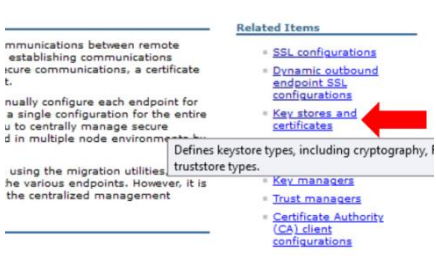 Related Items
mmunications between remote
establishing communications
ecure communications, a certificate
t.
nually configure each endpoint for
a single configuration for the entire
u to centrally manage secure
d in multiple node environments by
using the migration utilities,
he various endpoints. However, it is
the centralized management
SSL configurations
Dynamic outbound
endpoint SSL
configurations
Key stores and
certificates
Defines keystore types, including cryptography, R
truststore types.
Key managers
Trust managers
Certificate Authority
(CA) client
configurations